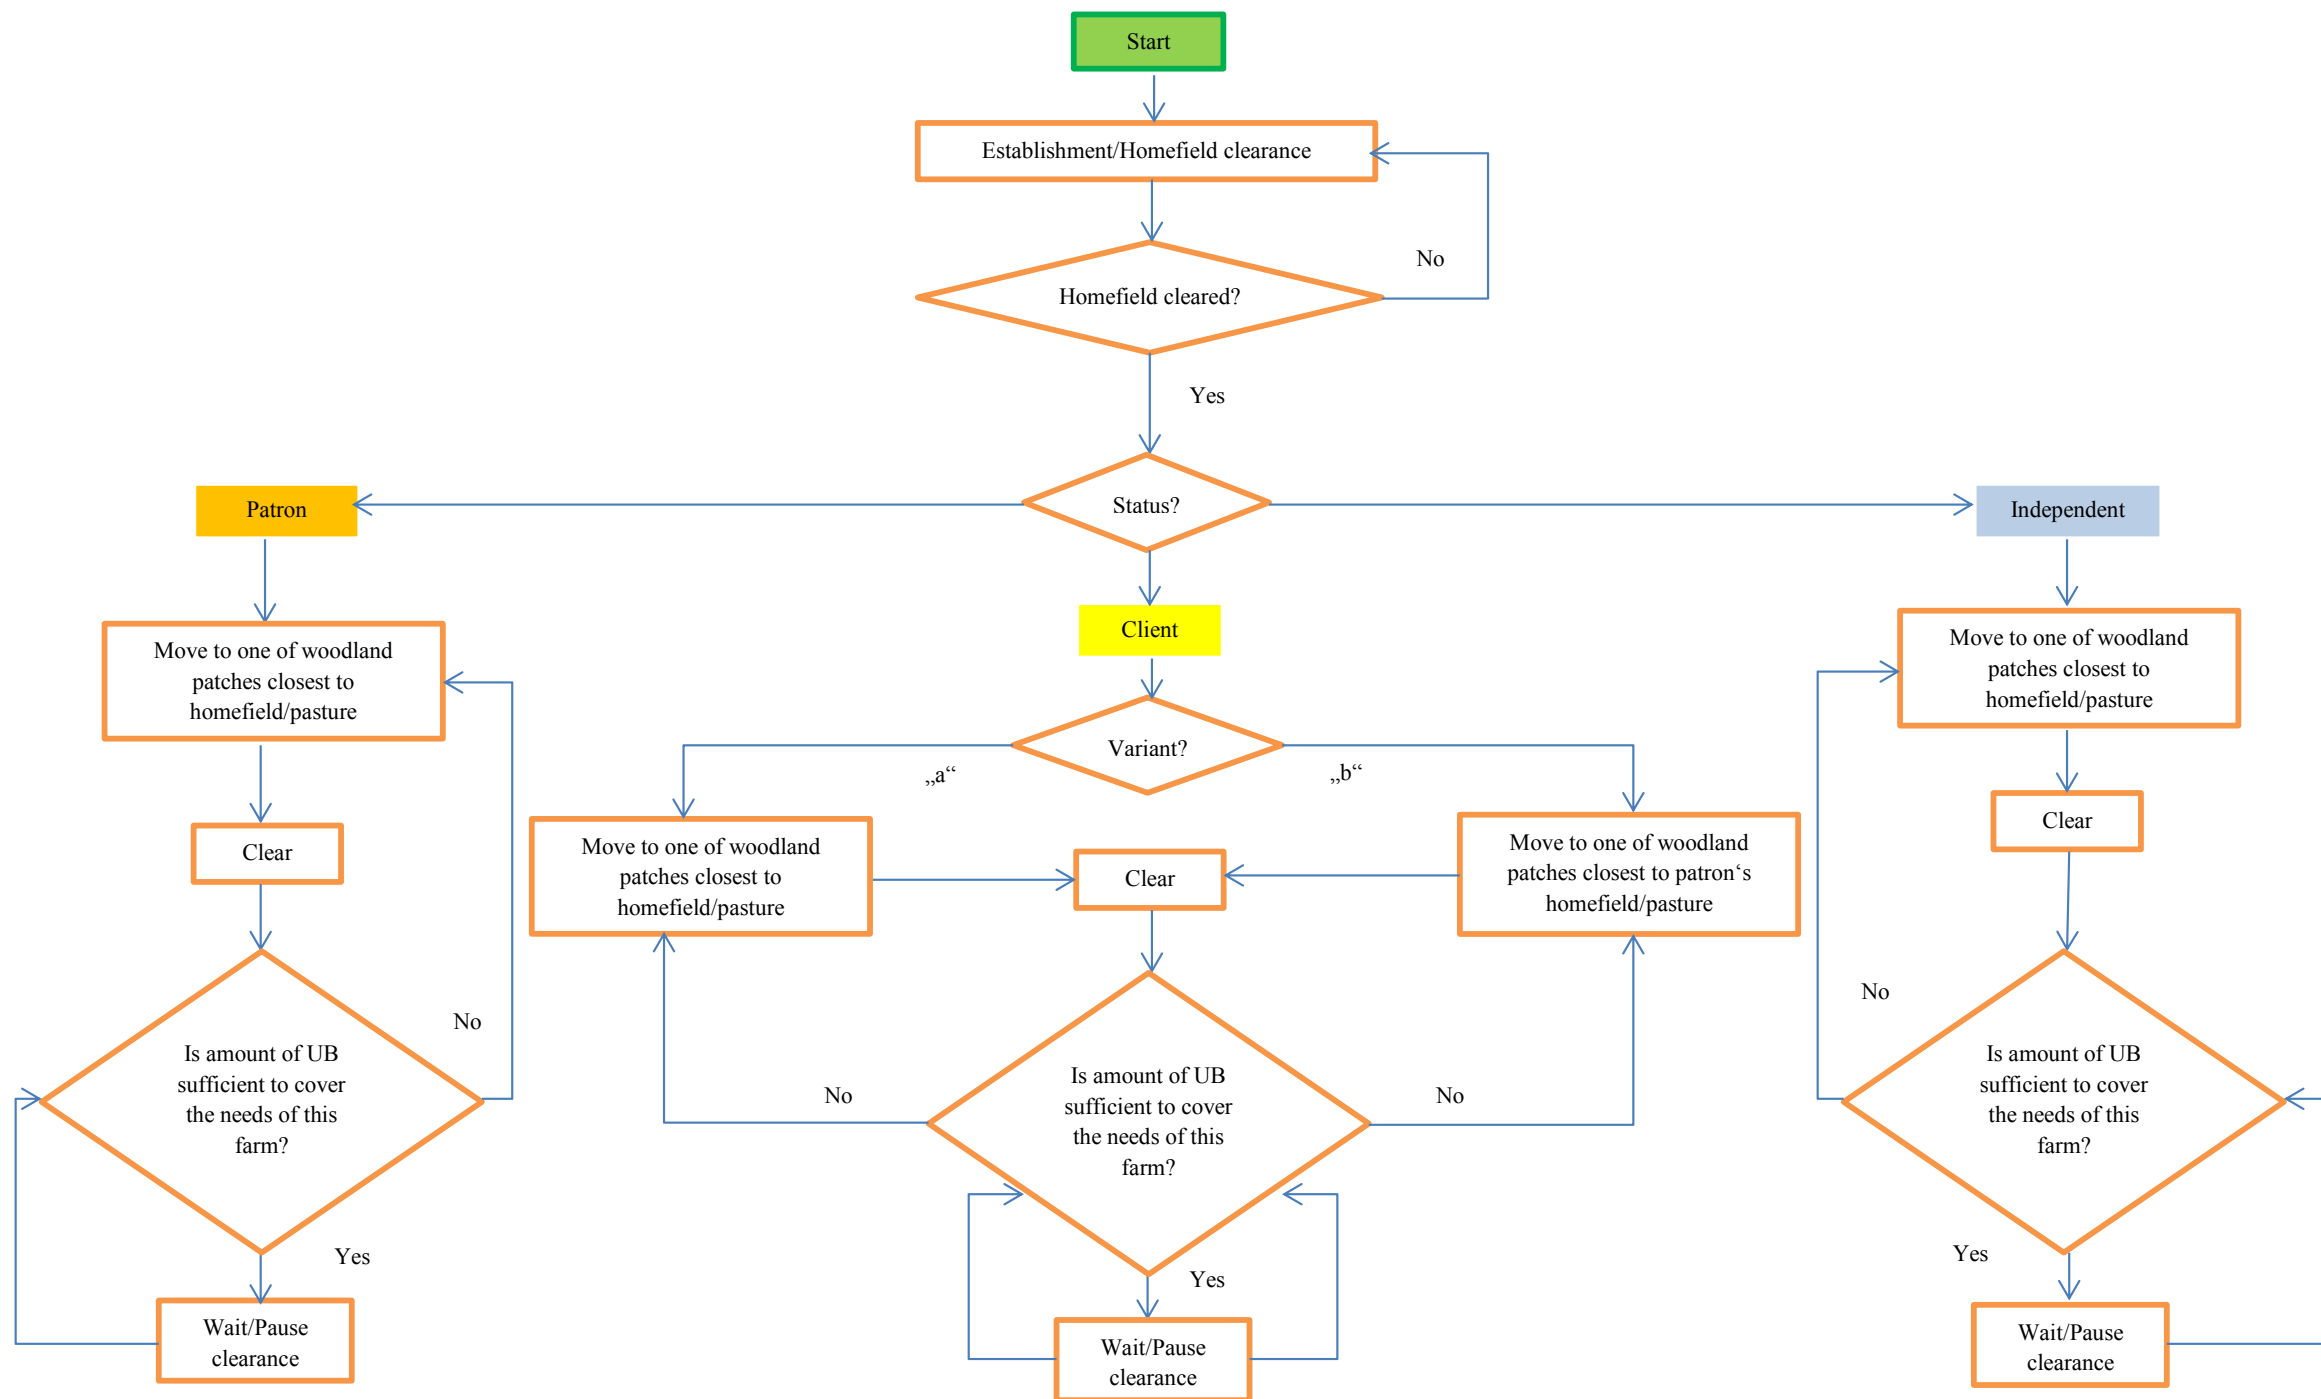 Start
Establishment/Homefield clearance
No
Homefield cleared?
Yes
Patron
Status?
Independent
Move to one of woodland
patches closest to
homefield/pasture
Client
Move to one of woodland
patches closest to
homefield/pasture
Variant?
„a“
„b“
Clear
Move to one of woodland
patches closest to
homefield/pasture
Clear
Move to one of woodland
patches closest to patron‘s
homefield/pasture
Clear
No
Is amount of UB
sufficient to cover
the needs of this
farm?
No
Is amount of UB
sufficient to cover
the needs of this
farm?
No
No
Is amount of UB
sufficient to cover
the needs of this
farm?
Yes
Yes
Yes
Wait/Pause
clearance
Wait/Pause
clearance
Wait/Pause
clearance